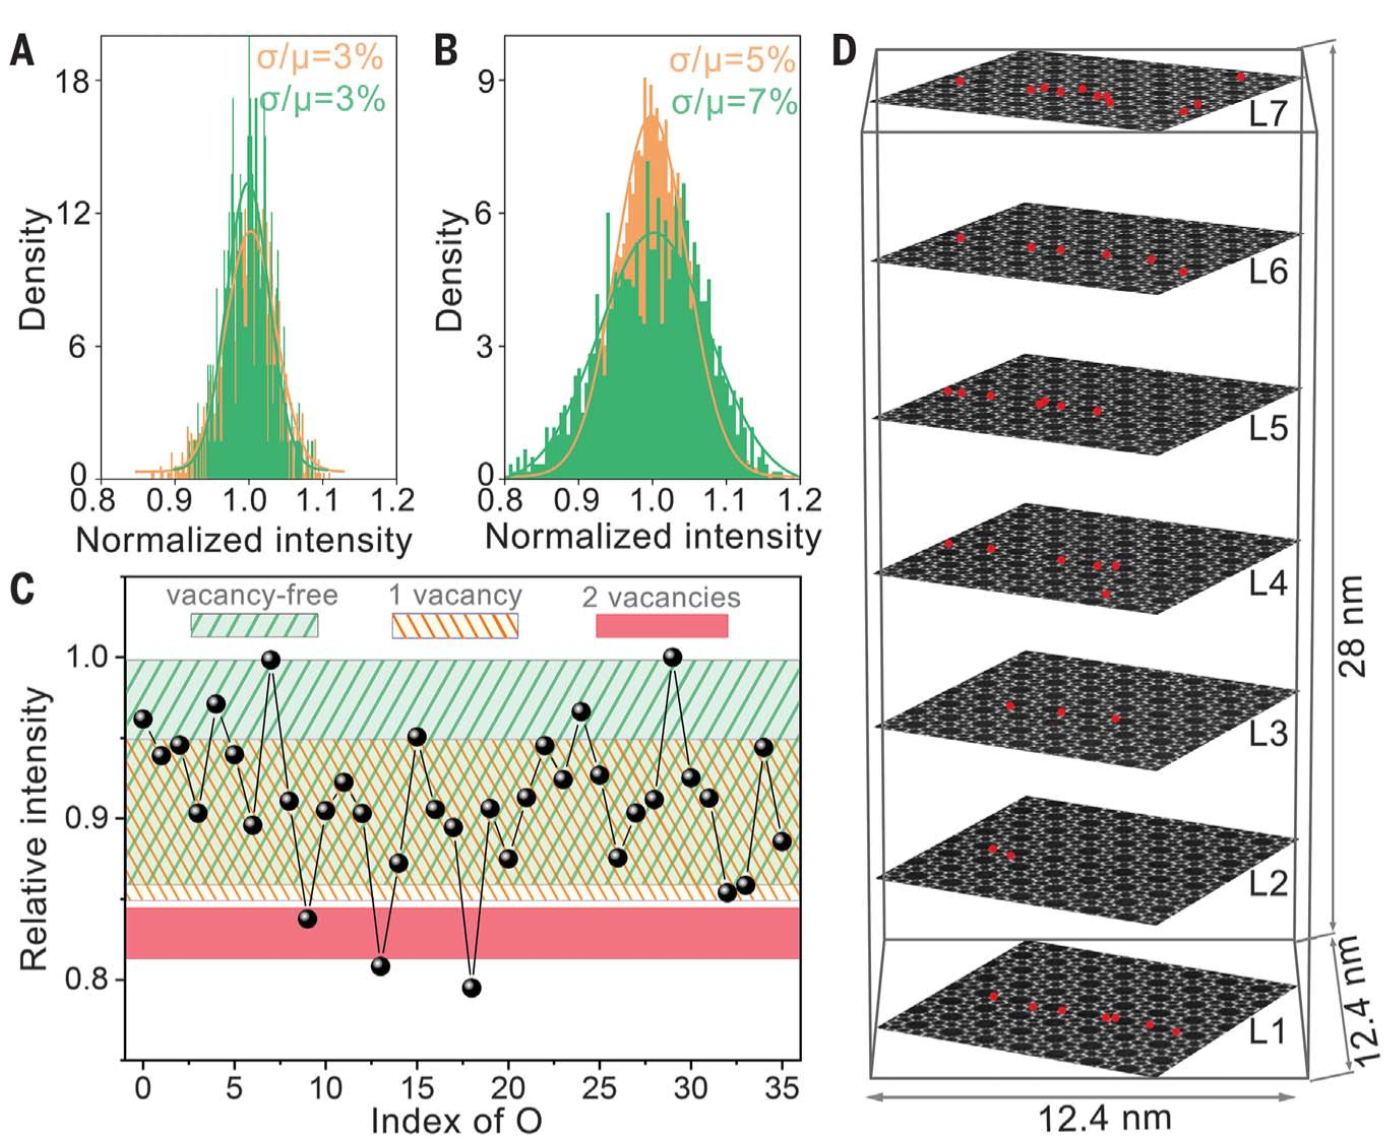 A
σ/μ=3%
σ/μ=3%
18
12
6
0
Density
0.8 0.9 1.0 1.1 1.2
Normalized intensity
B
σ/μ=5%
σ/μ=7%
9
6
3
0
Density
0.8 0.9 1.0 1.1 1.2
Normalized intensity
C
vacancy-free 1 vacancy 2 vacancies
1.0
0.9
0.8
Relative intensity
0 5 10 15 20 25 30 35
Index of O
D
L7
L6
L5
L4
L3
L2
L1
28 nm
12.4 nm
12.4 nm